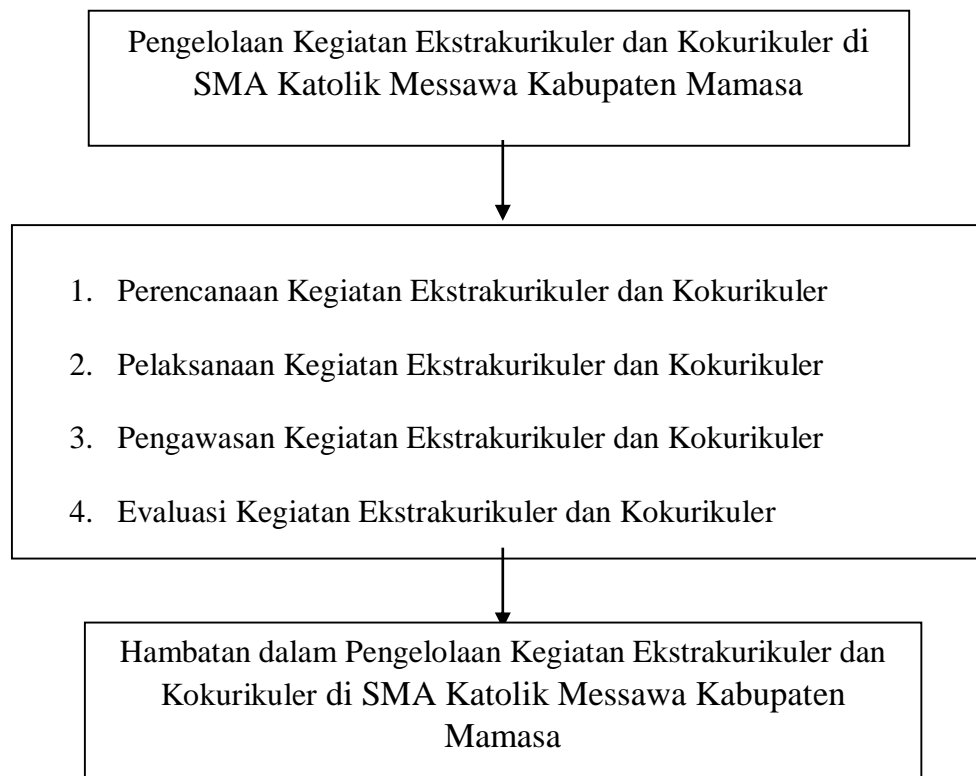 Pengelolaan Kegiatan Ekstrakurikuler dan Kokurikuler di
SMA Katolik Messawa Kabupaten Mamasa
1. Perencanaan Kegiatan Ekstrakurikuler dan Kokurikuler
2. Pelaksanaan Kegiatan Ekstrakurikuler dan Kokurikuler
3. Pengawasan Kegiatan Ekstrakurikuler dan Kokurikuler
4. Evaluasi Kegiatan Ekstrakurikuler dan Kokurikuler
Hambatan dalam Pengelolaan Kegiatan Ekstrakurikuler dan
Kokurikuler di SMA Katolik Messawa Kabupaten
Mamasa